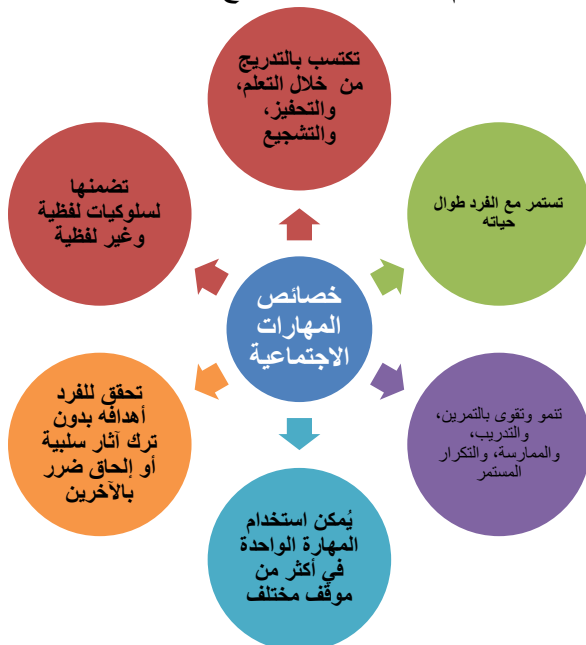 تكتسب بالتدريج
من خلال التعلم،
والتحفيز،
والتشجيع
تستمر مع الفرد طوال
حياته
تنمو وتقوى بالتمرين،
والتدريب،
والممارسة، والتكرار
المستمر
يُمكن استخدام
المهارة الواحدة
في أكثر من
موقف مختلف
تحقق للفرد
أهدافه بدون
ترك آثار سلبية
أو إلحاق ضرر
بالآخرين
تضمنها
لسلوكيات لفظية
وغير لفظية
خصائص
المهارات
الاجتماعية